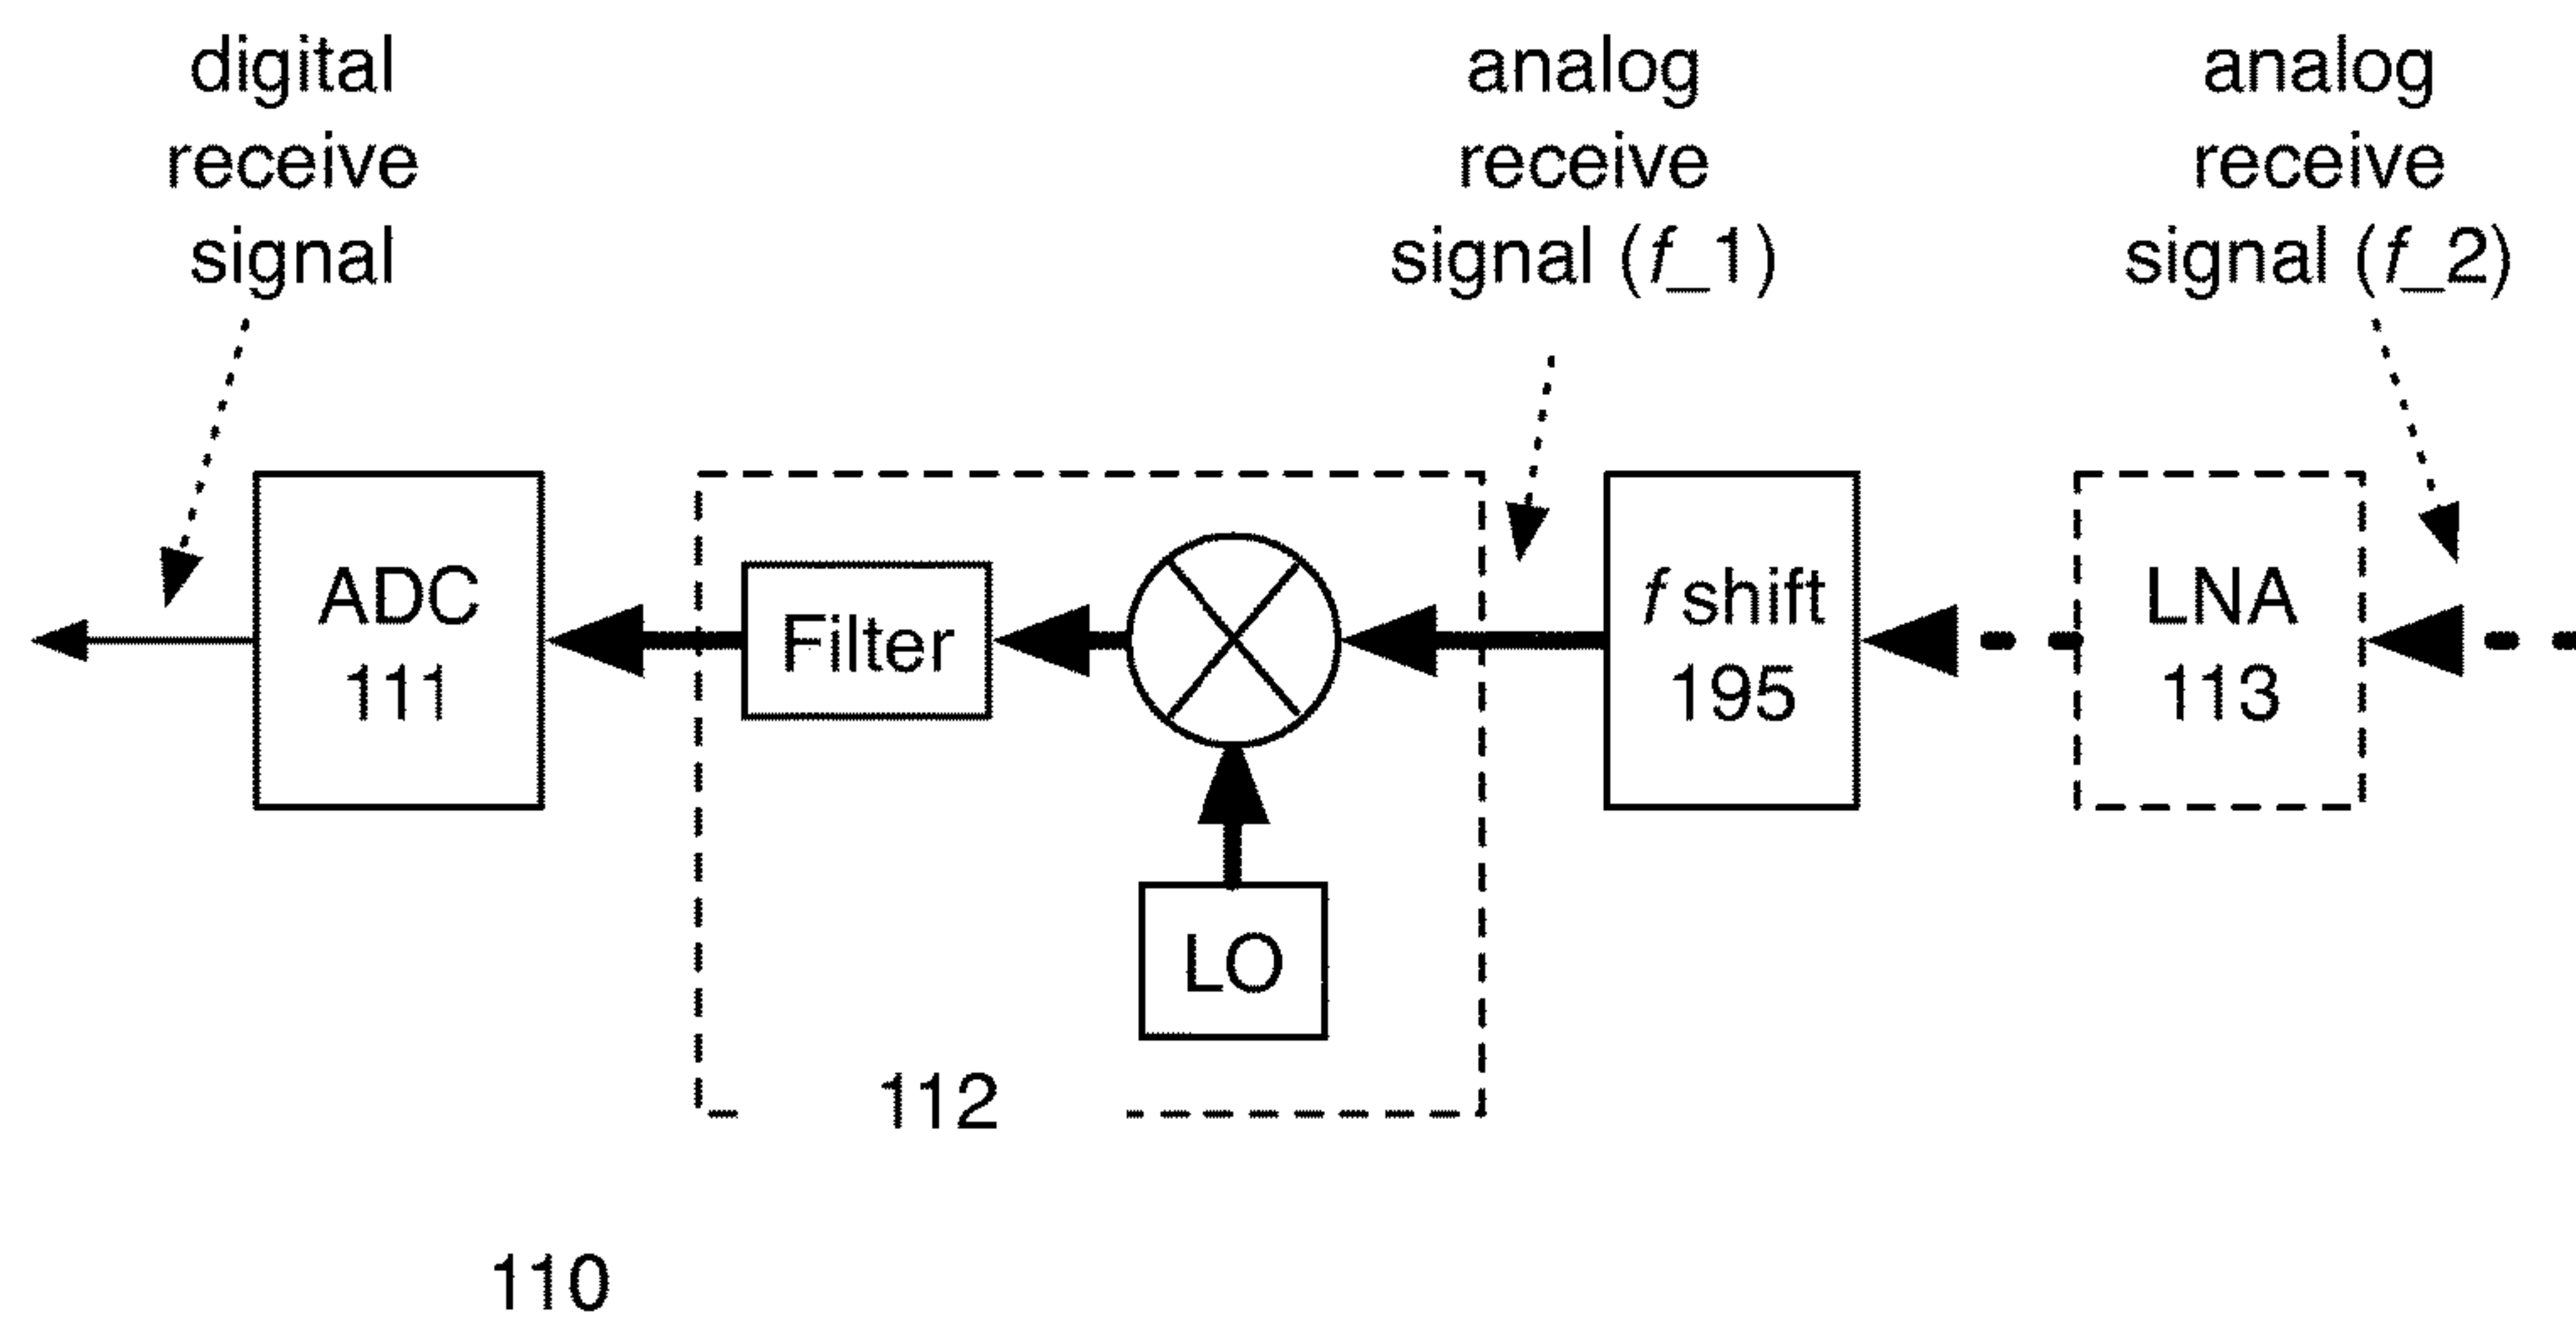 digital
receive
signal
analog
receive
signal (f_1)
analog
receive
signal (f_2)
ADC
111
Filter
f shift
195
LNA
113
LO
112
110